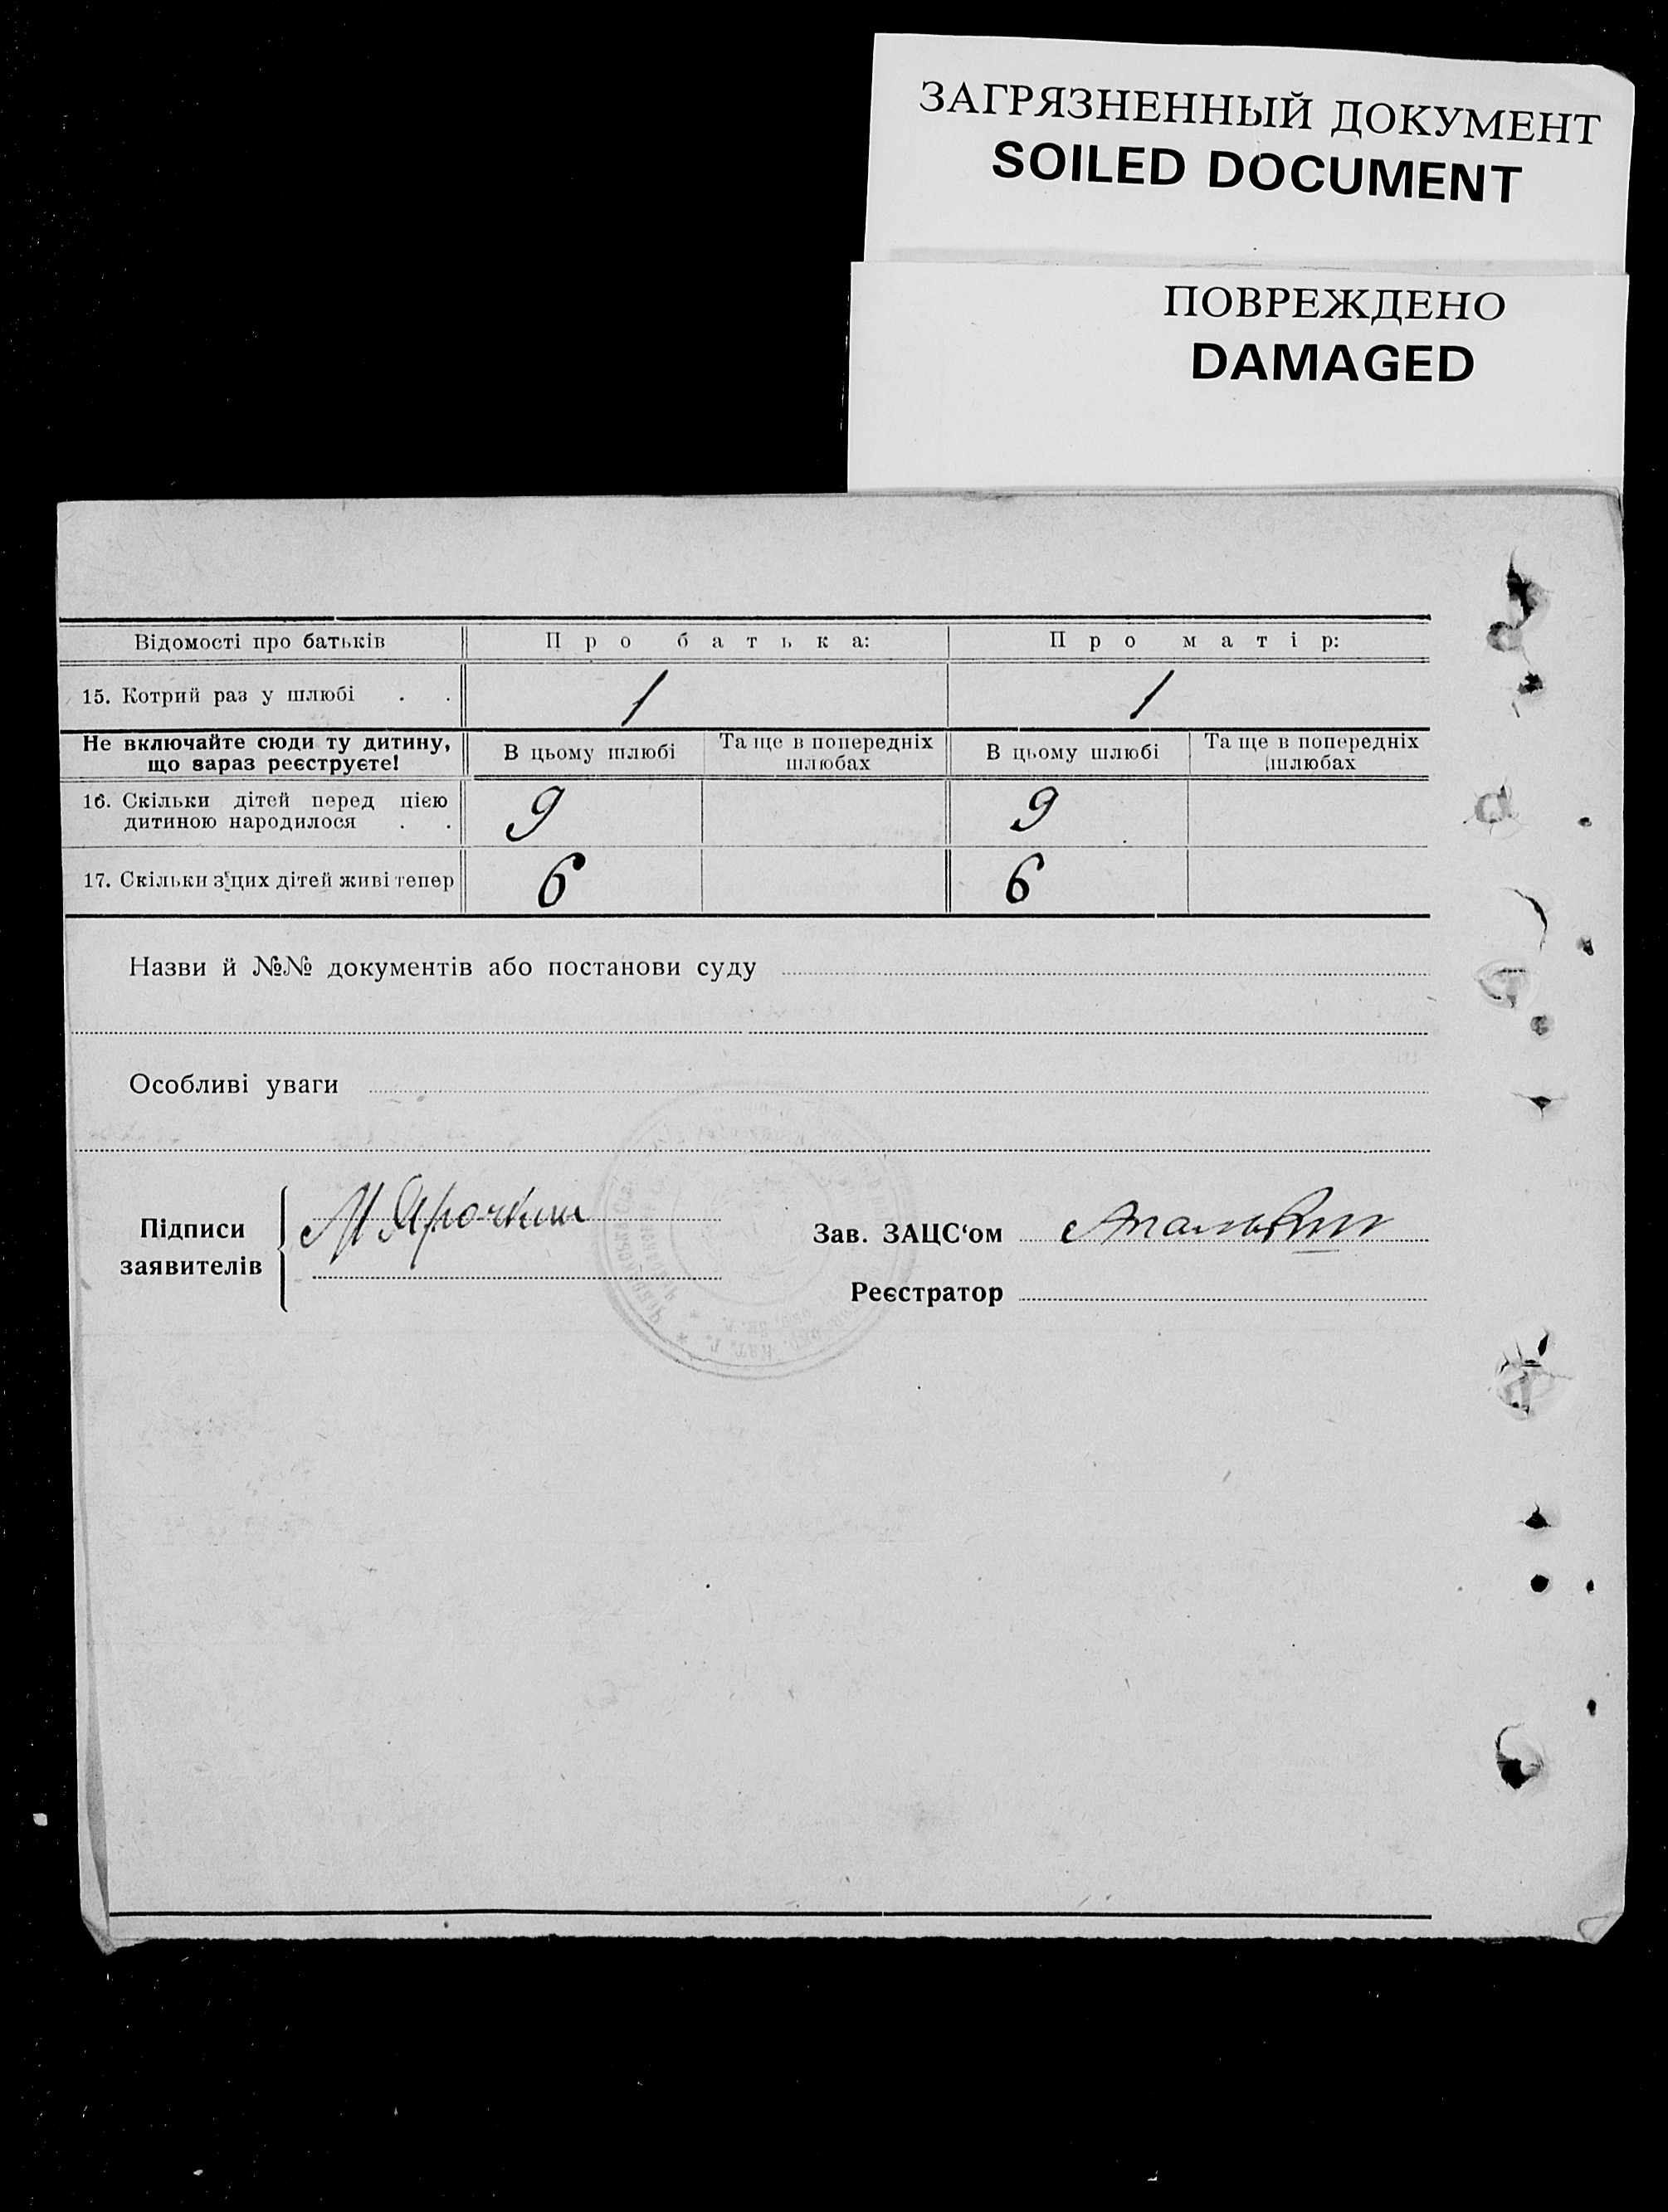 ЗАГРЯЗНЕННЫЙ ДОКУМЕНТ
SOILED DOCUMENT
ПОВРЕЖДЕНО
DAMAGED
Відомості про батьків Про батька: Про матір:
15. Котрий раз у шлюбі . . 1 1
Не включайте сюди ту дитину, що зараз реєструєте! В цьому шлюбі Та ще в попередніх шлюбах В цьому шлюбі Та ще в попередніх шлюбах
16. Скільки дітей перед цією
дитиною народилося . . 9 9
17. Скільки з цих дітей живі тепер 6 6
Назви й №№ документів або постанови суду
Особливі уваги
Підписи
заявителів
М Ярочкин
Зав. ЗАЦС‘ом
Реєстратор